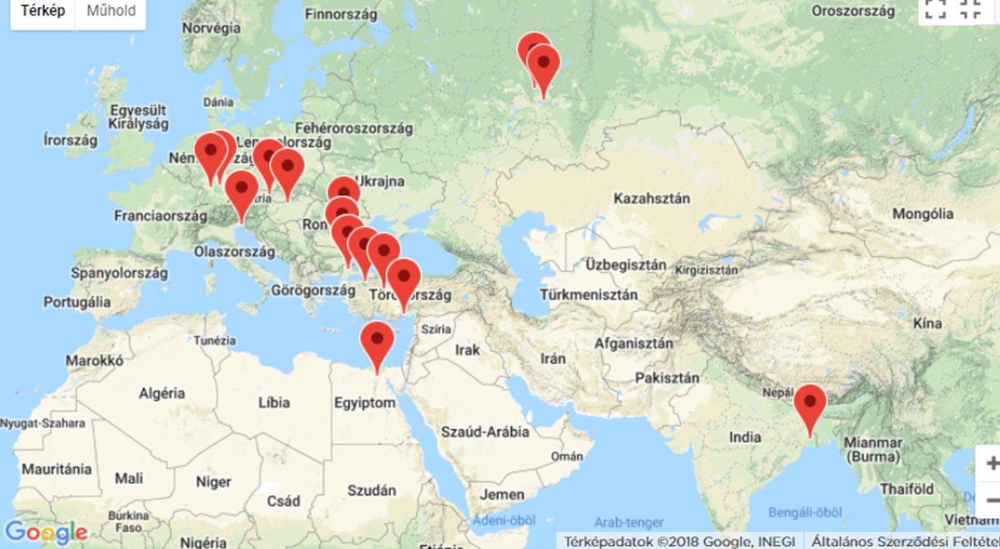 Térkép
Műhold
Finnország
Oroszország
Norvégia
Dánia
Egyesült
Királyság
Fehéroroszország
Írország
Ukrajna
Franciaország
Kazahsztán
Mongólia
Ron
Olaszország
Üzbegisztán
Kirgizisztán
Spanyolország
Görögország
Türkmenisztán
Portugália
Kína
Szíria
Tunézia
Afganisztán
Irak
Irán
Marokkó
Pakisztán
Algéria
Líbia
Egyiptom
Nepál
Nyugat-Szahara
Szaúd-Arábia
India
Mianmar
(Burma)
Omán
Mauritánia
Mali
Niger
Szudán
Thaiföld
Csád
Jemen
Burkina
Faso
Ádeni-öböl
Arab-tenger
Bengáli-öböl
Vietnam
Google
Nigéria
Térképadatok ©2018 Google, INEGI
Általános Szerződési Feltétel